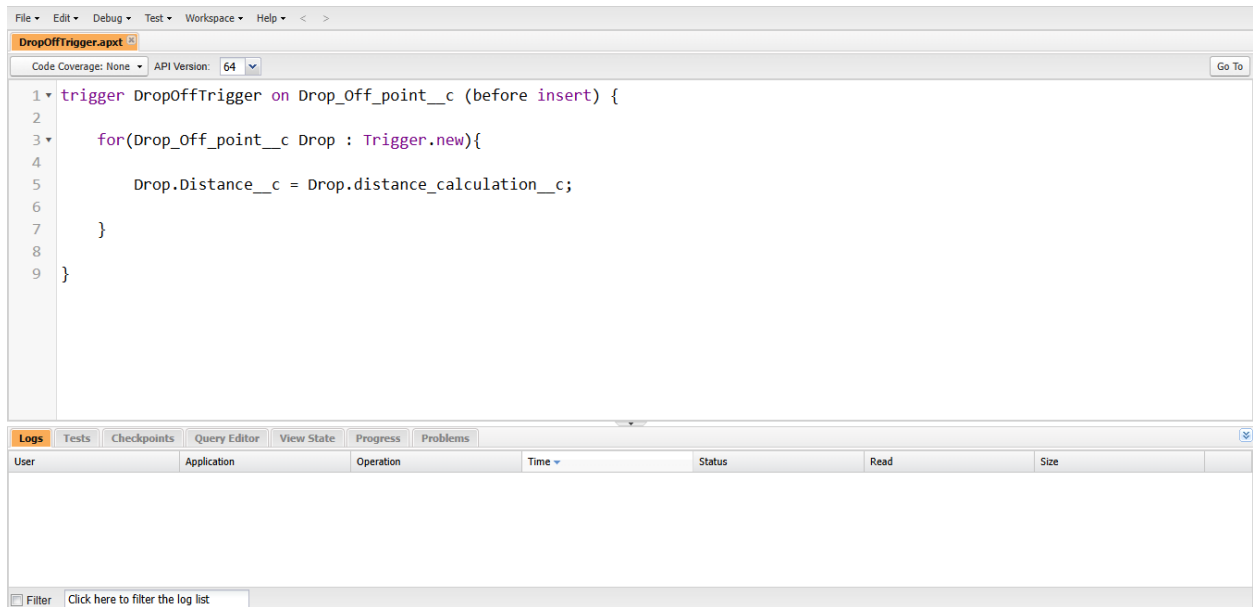 File Edit Debug Test Workspace Help < >
DropOffTrigger.apxt
Code Coverage: None API Version: 64 Go To
1 trigger DropOffTrigger on Drop_Off_point__c (before insert) {
2
3 for(Drop_Off_point__c Drop : Trigger.new){
4
5 Drop.Distance__c = Drop.distance_calculation__c;
6
7 }
8
9 }
Logs Tests Checkpoints Query Editor View State Progress Problems
User Application Operation Time Status Read Size
Filter Click here to filter the log list